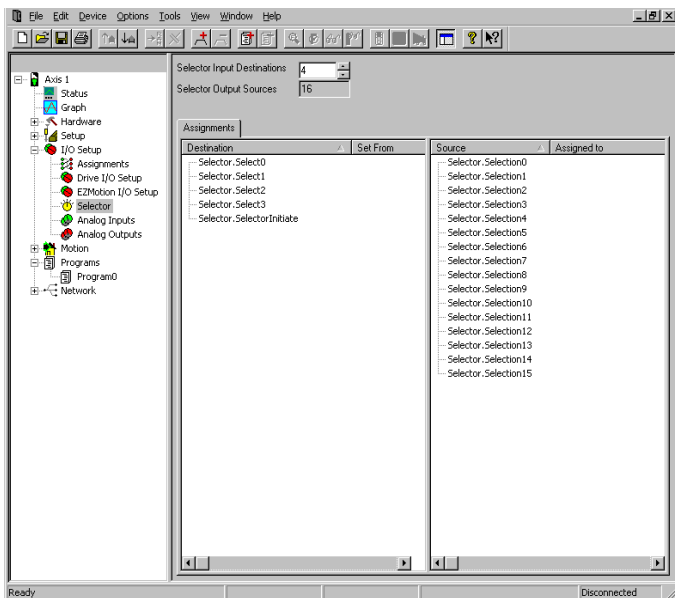 File Edit Device Options Tools View Window Help
Axis 1
Status
Graph
Hardware
Setup
I/O Setup
Assignments
Drive I/O Setup
EZMotion I/O Setup
Selector
Analog Inputs
Analog Outputs
Motion
Programs
Program0
Network
Selector Input Destinations 4
Selector Output Sources 16
Assignments
Destination Set From
Selector.Select0
Selector.Select1
Selector.Select2
Selector.Select3
Selector.SelectorInitiate
Source Assigned to
Selector.Selection0
Selector.Selection1
Selector.Selection2
Selector.Selection3
Selector.Selection4
Selector.Selection5
Selector.Selection6
Selector.Selection7
Selector.Selection8
Selector.Selection9
Selector.Selection10
Selector.Selection11
Selector.Selection12
Selector.Selection13
Selector.Selection14
Selector.Selection15
Ready Disconnected